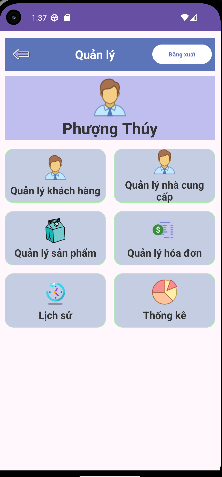 1:37
Quản lý
Đăng xuất
Phượng Thúy
Quản lý khách hàng
Quản lý nhà cung
cấp
Quản lý sản phẩm
Quản lý hóa đơn
Lịch sử
Thống kê